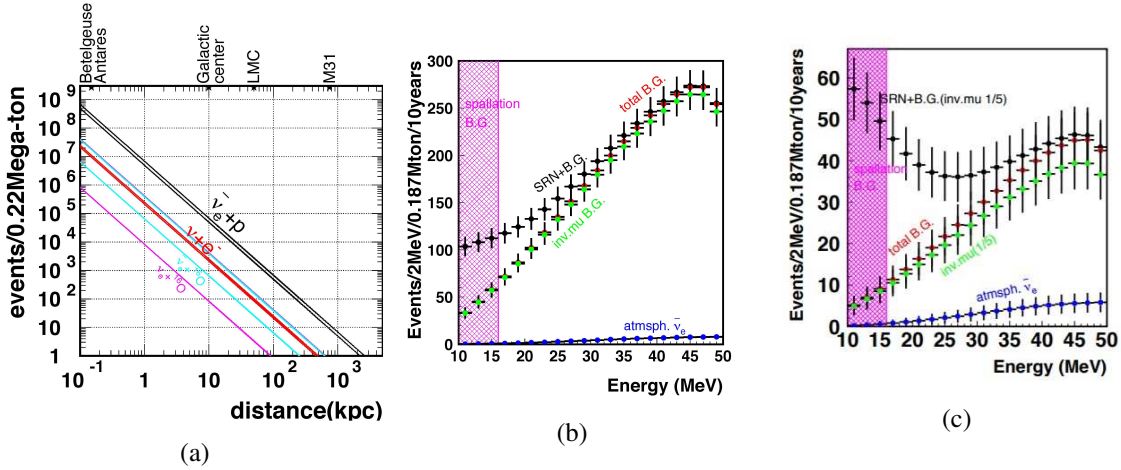 Betelgeuse
Antares
Galactic
center
LMC
M31
events/0.22Mega-ton
10 9
10 8
10 7
10 6
10 5
10 4
10 3
10 2
10
1
ν̄e+p
ν+e-
10 -1
1
10
10 2
10 3
distance(kpc)
(a)
Events/2MeV/0.187Mton/10years
300
250
200
150
100
50
0
spallation
B.G.
total B.G.
SRN+B.G.
inv.mu B.G.
atmsph. ν̄e
10 15 20 25 30 35 40 45 50
Energy (MeV)
(b)
Events/2MeV/0.187Mton/10years
60
50
40
30
20
10
0
SRN+B.G.(inv.mu 1/5)
spallation
B.G.
total B.G.
inv.mu(1/5)
atmsph. ν̄e
10 15 20 25 30 35 40 45 50
Energy (MeV)
(c)